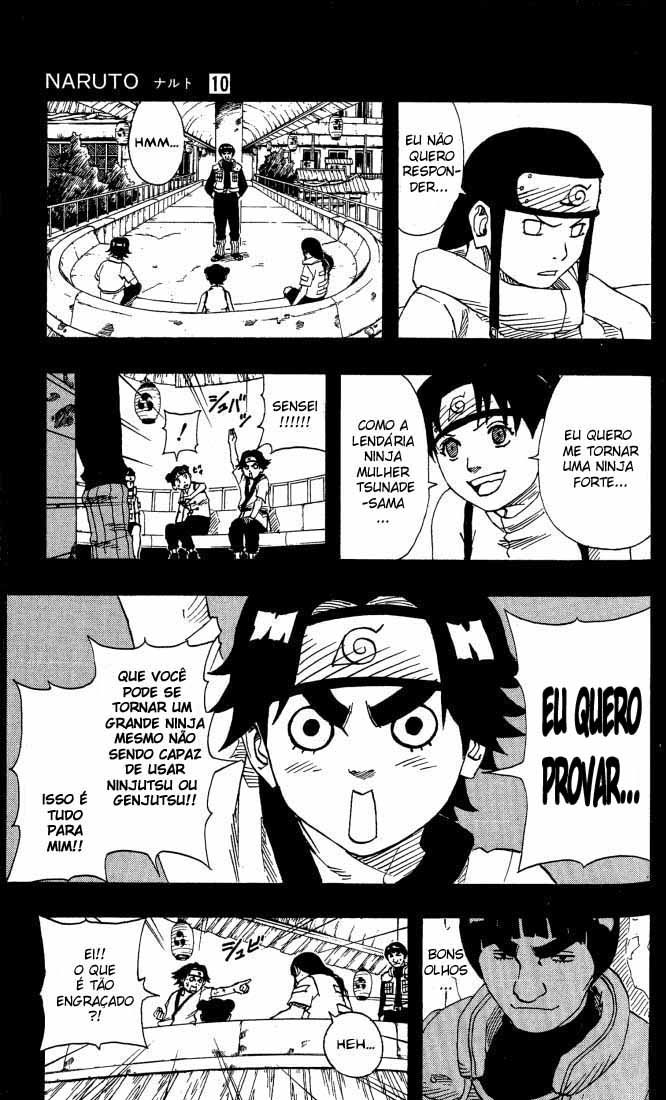 NARUTO ナルト 10
EU NÃO
QUERO
RESPON-
DER...
HMM...
EU QUERO
ME TORNAR
UMA NINJA
FORTE...
COMO A
LENDÁRIA
NINJA
MULHER
TSUNADE
-SAMA
...
SENSEI
!!!!!!
シュバッ
!
EU QUERO
PROVAR...
QUE VOCÊ
PODE SE
TORNAR UM
GRANDE NINJA
MESMO NÃO
SENDO CAPAZ
DE USAR
NINJUTSU OU
GENJUTSU!!
ISSO É
TUDO
PARA
MIM!!
BONS
OLHOS
...
HEH...
EI!!
O QUE
É TÃO
ENGRAÇADO
?!